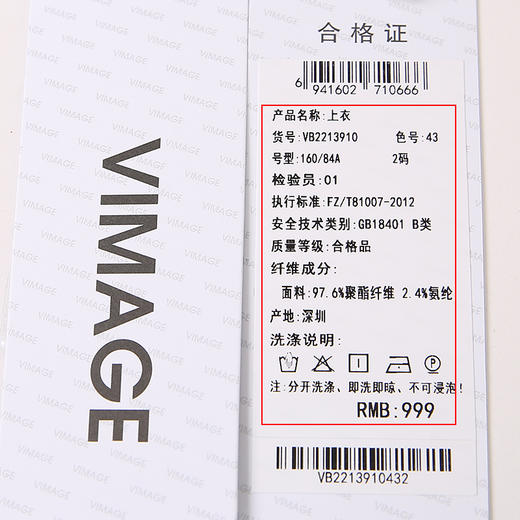 VIMAGE
合格证
6 941602 710666
产品名称:上衣
货号:VB2213910 色号:43
号型:160/84A 2码
检验员:01
执行标准:FZ/T81007-2012
安全技术类别:GB18401 B类
质量等级:合格品
纤维成分:
面料:97.6%聚酯纤维 2.4%氨纶
产地:深圳
洗涤说明:
P
注:分开洗涤、即洗即晾、不可浸泡!
RMB:999
VB2213910432